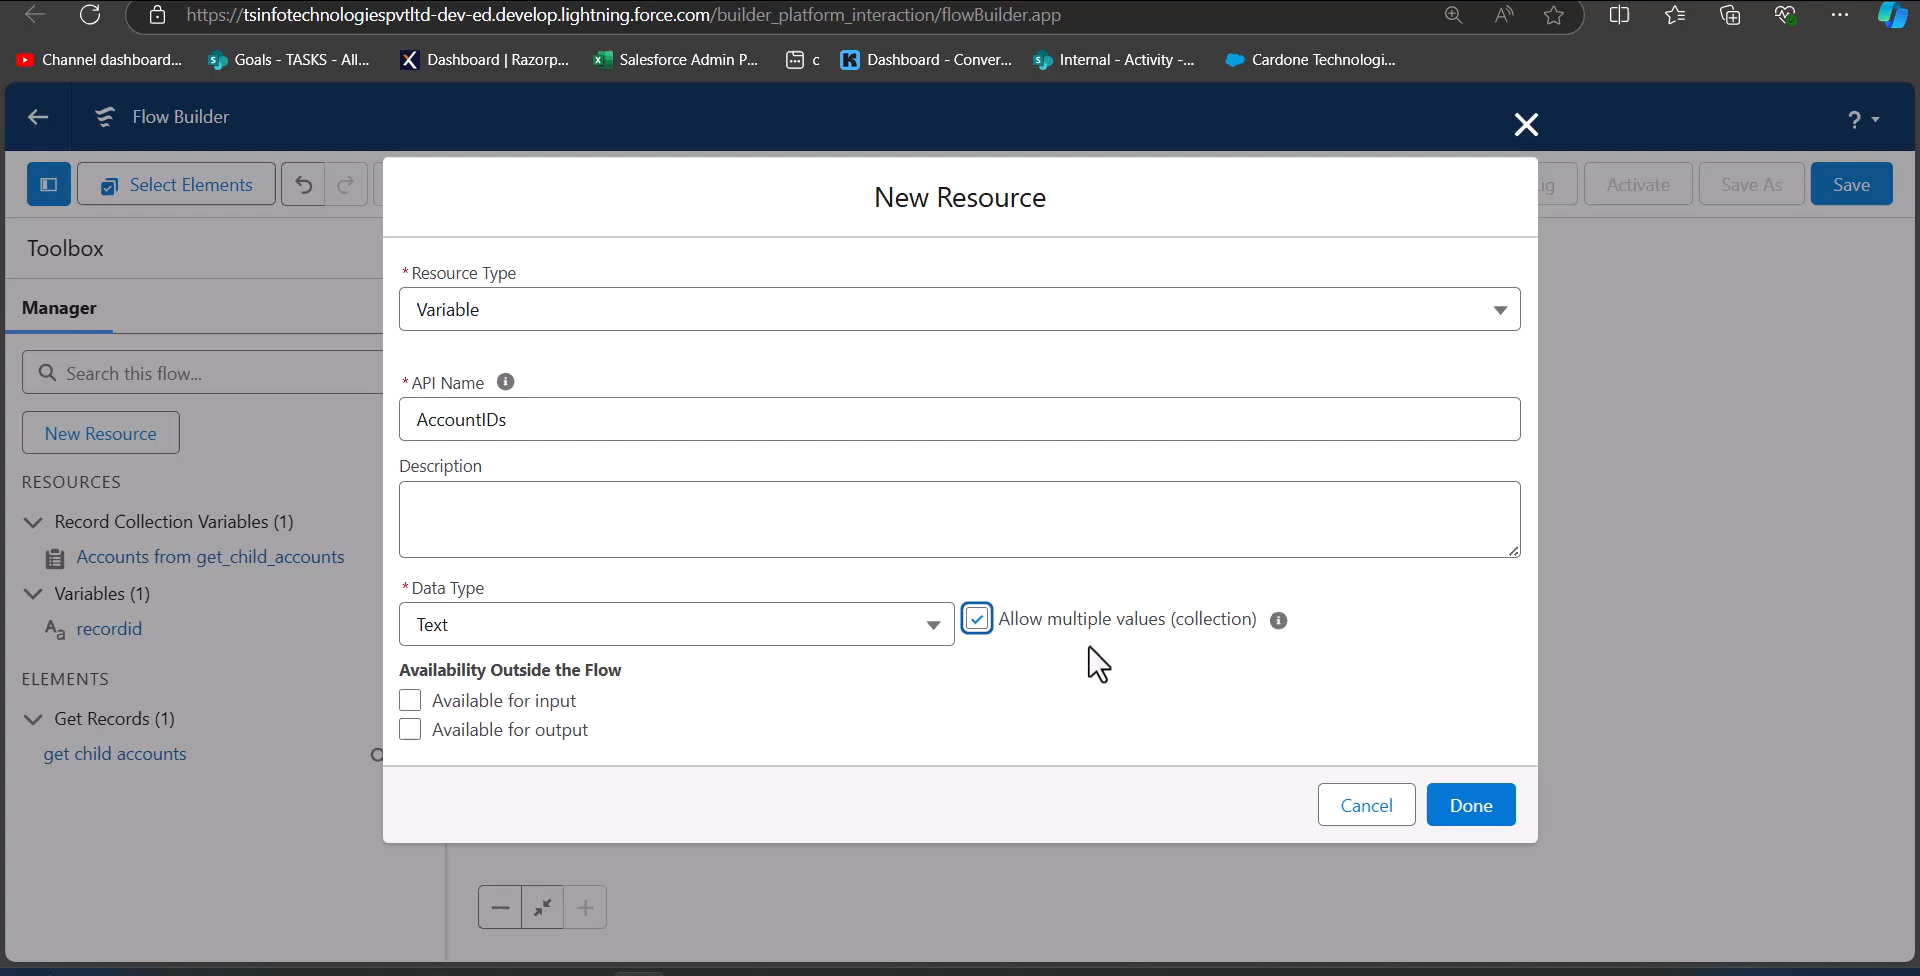 https://tsinfotechnologiespvtltd-dev-ed.develop.lightning.force.com/builder_platform_interaction/flowBuilder.app
Channel dashboard...
Goals - TASKS - All...
Dashboard | Razorp...
Salesforce Admin P...
c
Dashboard - Conver...
Internal - Activity -...
Cardone Technologi...
Flow Builder
?
Select Elements
Activate
Save As
Save
New Resource
Toolbox
Manager
Search this flow...
New Resource
RESOURCES
Record Collection Variables (1)
Accounts from get_child_accounts
Variables (1)
Aa recordid
ELEMENTS
Get Records (1)
get child accounts
* Resource Type
Variable
* API Name
AccountIDs
Description
* Data Type
Text
Allow multiple values (collection)
Availability Outside the Flow
Available for input
Available for output
Cancel
Done